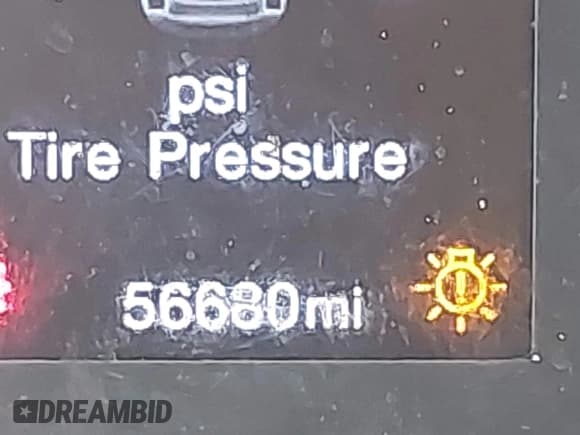 psi
Tire Pressure
56680mi
DREAMBID